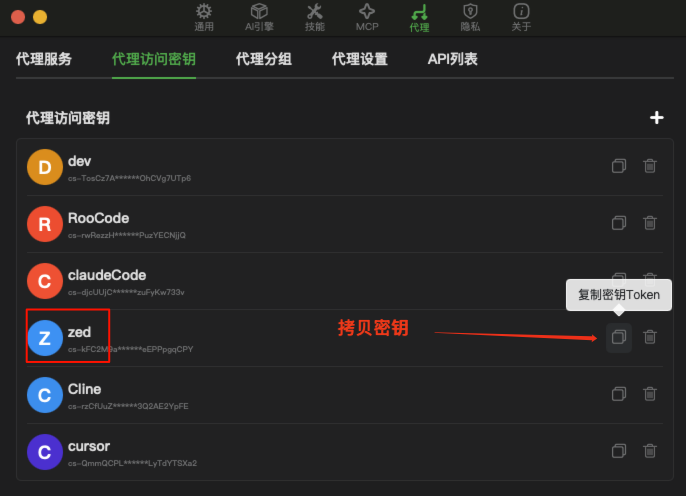 通用
AI引擎
技能
MCP
代理
隐私
关于
代理服务
代理访问密钥
代理分组
代理设置
API列表
代理访问密钥
D
dev
cs-TosCz7A******OhCVg7UTp6
R
RooCode
cs-rwRezzH******PuzYECNjjQ
C
claudeCode
cs-djcUUjC******zuFyKw733v
复制密钥Token
Z
zed
cs-kFC2M9a******eEPPpgqCPY
拷贝密钥
C
Cline
cs-rzCfUuZ******3Q2AE2YpFE
C
cursor
cs-QmmQCPL******LyTdYTSXa2